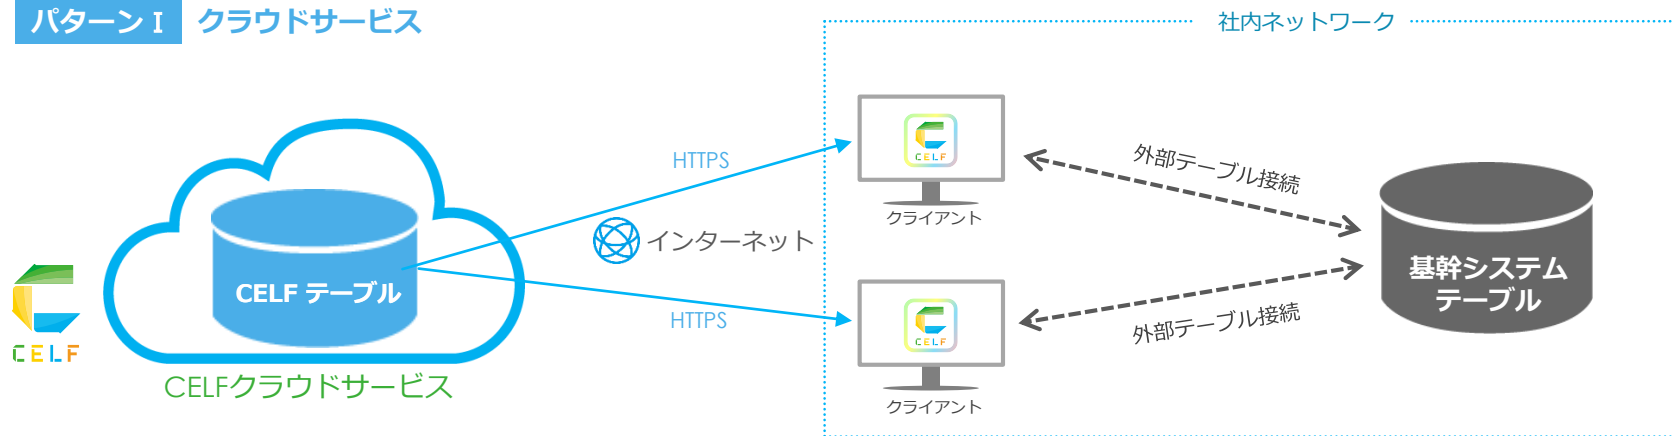 パターン I クラウドサービス
社内ネットワーク
CELF
クライアント
HTTPS
外部テーブル接続
インターネット
CELF テーブル
基幹システム
テーブル
CELF
HTTPS
CELF
クライアント
外部テーブル接続
CELFクラウドサービス